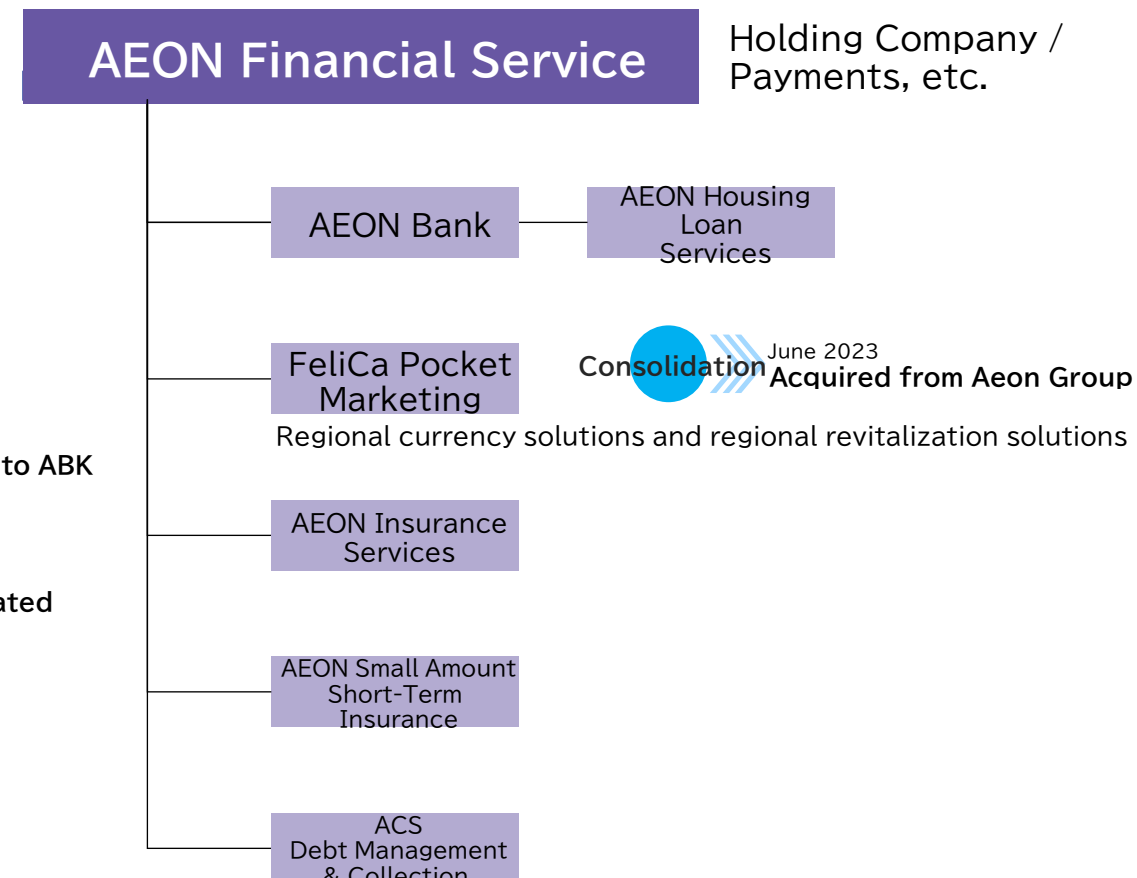 AEON Financial Service
Holding Company /
Payments, etc.
AEON Bank
AEON Housing
Loan
Services
FeliCa Pocket
Marketing
Consolidation
June 2023
Acquired from Aeon Group
Regional currency solutions and regional revitalization solutions
to ABK
AEON Insurance
Services
ated
AEON Small Amount
Short-Term
Insurance
ACS
Debt Management
& Collection